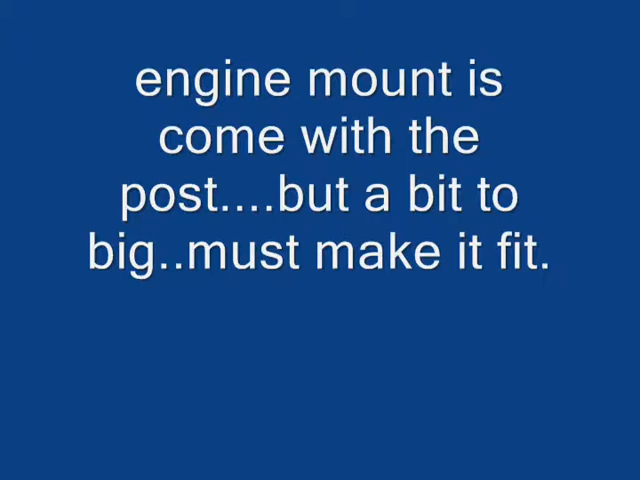 engine mount is
come with the
post....but a bit to
big..must make it fit.